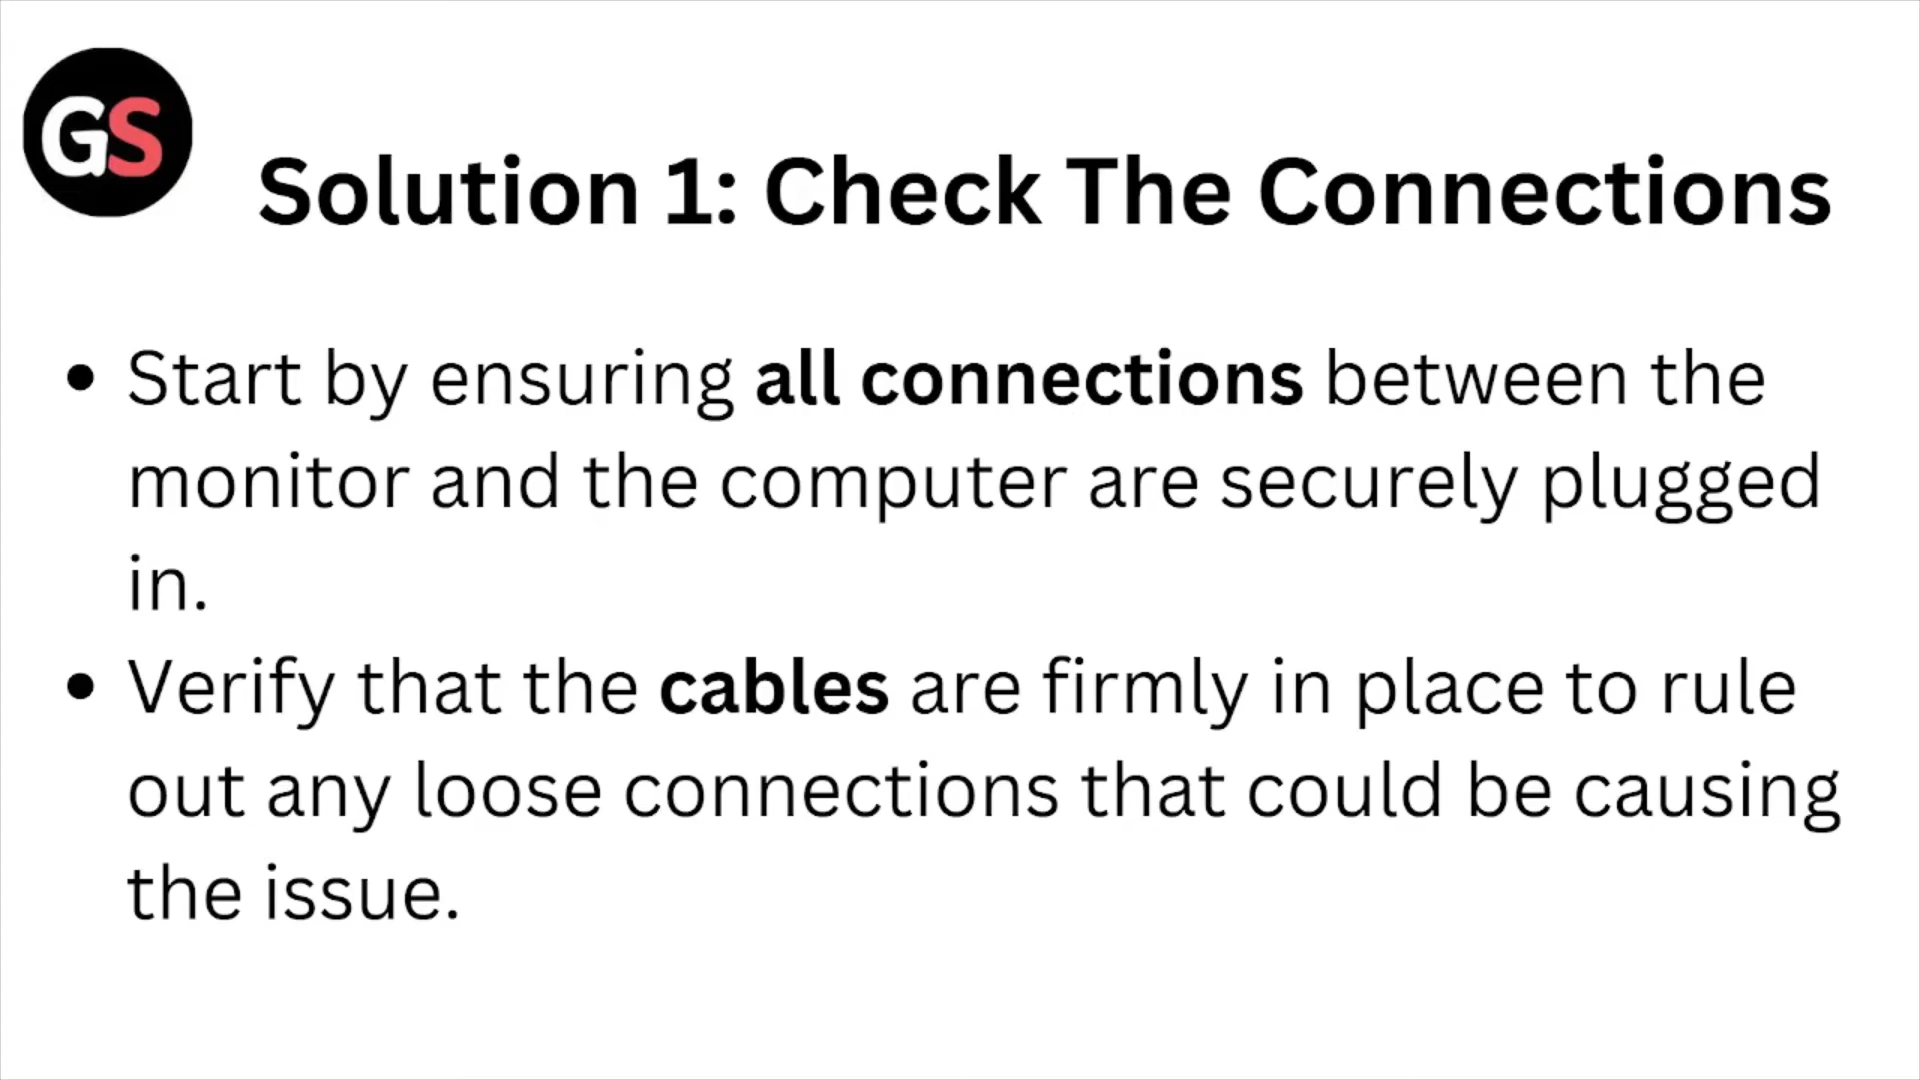 GS
Solution 1: Check The Connections
• Start by ensuring all connections between the
monitor and the computer are securely plugged
in.
• Verify that the cables are firmly in place to rule
out any loose connections that could be causing
the issue.